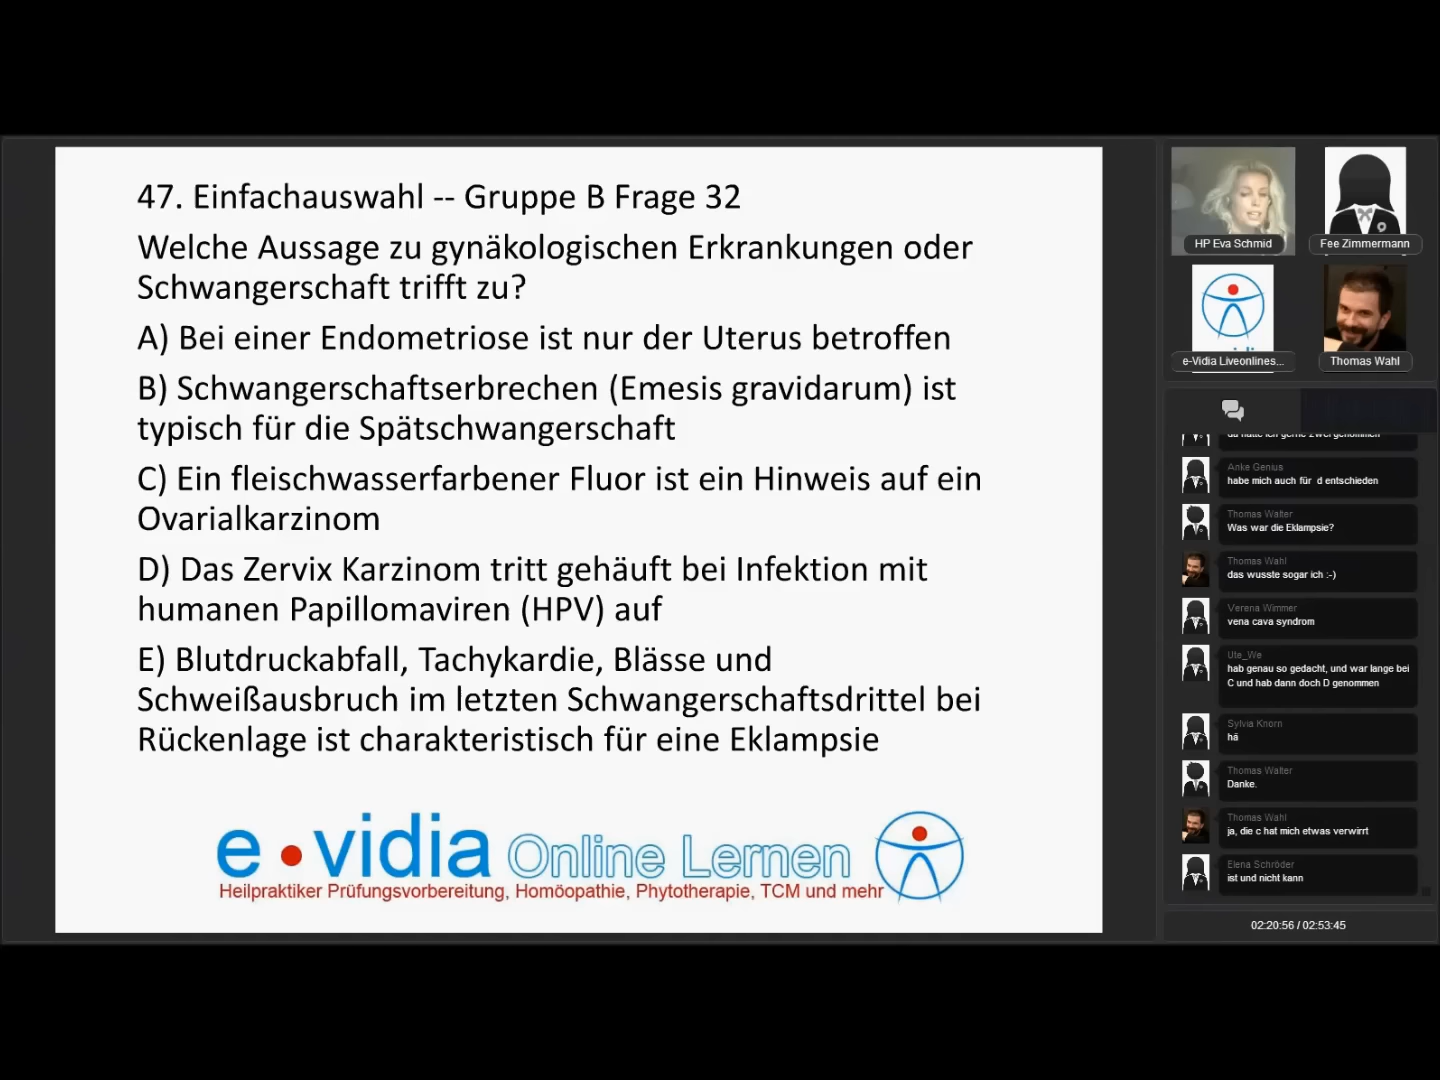 47. Einfachauswahl -- Gruppe B Frage 32
Welche Aussage zu gynäkologischen Erkrankungen oder
Schwangerschaft trifft zu?
A) Bei einer Endometriose ist nur der Uterus betroffen
B) Schwangerschaftserbrechen (Emesis gravidarum) ist
typisch für die Spätschwangerschaft
C) Ein fleischwasserfarbener Fluor ist ein Hinweis auf ein
Ovarialkarzinom
D) Das Zervix Karzinom tritt gehäuft bei Infektion mit
humanen Papillomaviren (HPV) auf
E) Blutdruckabfall, Tachykardie, Blässe und
Schweißausbruch im letzten Schwangerschaftsdrittel bei
Rückenlage ist charakteristisch für eine Eklampsie
e•vidia Online Lernen
Heilpraktiker Prüfungsvorbereitung, Homöopathie, Phytotherapie, TCM und mehr
HP Eva Schmid
Fee Zimmermann
e-Vidia Liveonlines...
Thomas Wahl
da hätte ich gerne zwei genommen
Anke Genius
habe mich auch für d entschieden
Thomas Walter
Was war die Eklampsie?
Thomas Wahl
das wusste sogar ich :-)
Verena Wimmer
vena cava syndrom
Ute_We
hab genau so gedacht, und war lange bei
C und hab dann doch D genommen
Sylvia Knorn
hä
Thomas Walter
Danke.
Thomas Wahl
ja, die c hat mich etwas verwirrt
Elena Schröder
ist und nicht kann
02:20:56 / 02:53:45